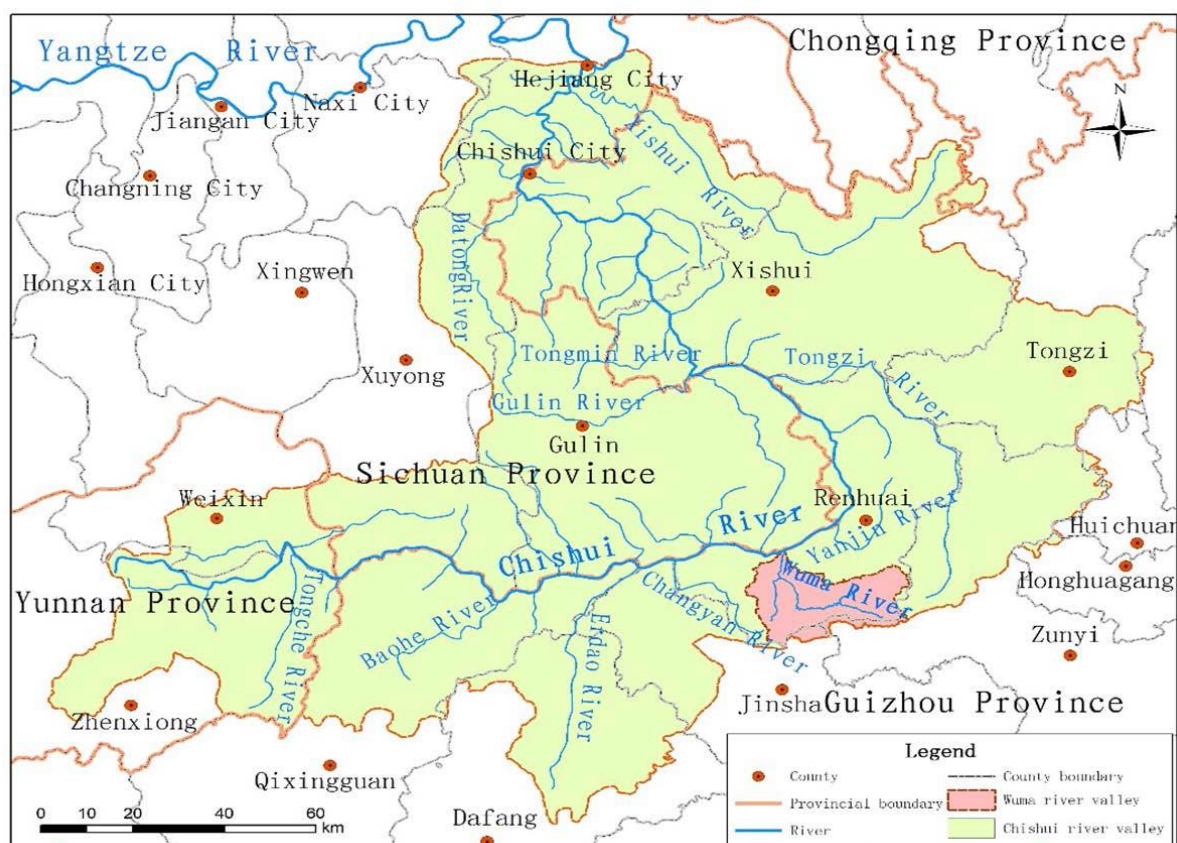 Yangtze River
Chongqing Province
N
Hejiang City
Naxi City
Jiangan City
Xishui River
Chishui City
Changning City
Datong River
Hongxian City
Xingwen
Xishui
Tongmin River
Tongzi River
Tongzi
Xuyong
Gulin River
Gulin
Sichuan Province
Weixin
Renhuai
Chishui River
Yanjin River
Huichuan
Honghuagang
Wuma River
Yunnan Province
Tongche River
Baohe River
Erdao River
Changyan River
Zunyi
Zhenxiong
Jinsha
Guizhou Province
Qixingguan
Dafang
0 10 20 40 60
km
Legend
County
County boundary
Provincial boundary
Wuma river valley
River
Chishui river valley